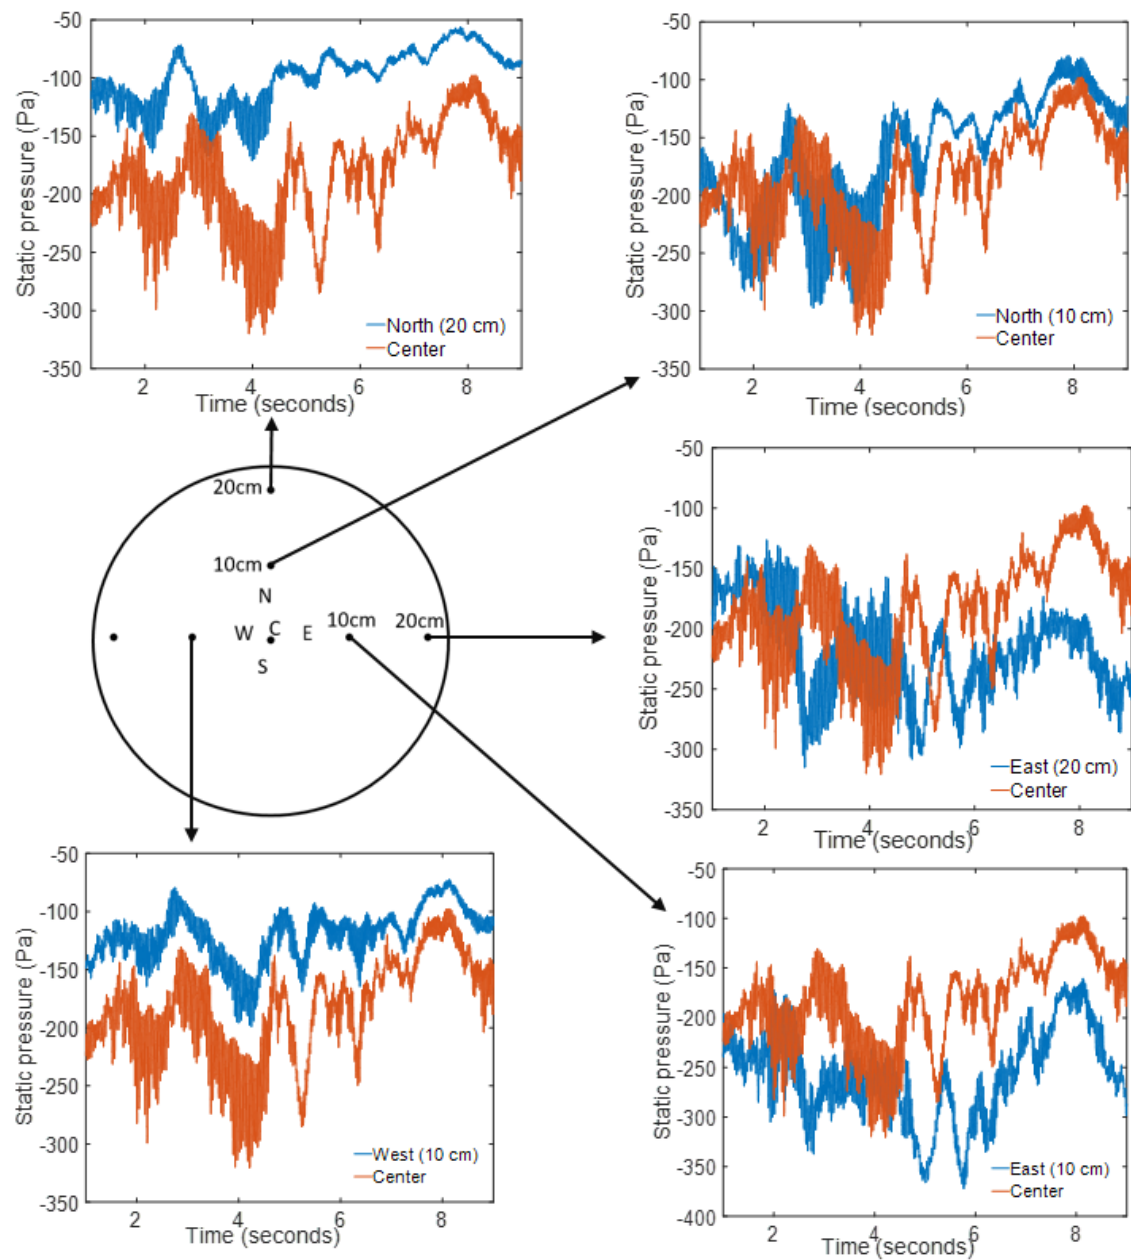 -50
-100
-150
-200
-250
-300
-350
Static pressure (Pa)
North (20 cm)
Center
2 4 6 8
Time (seconds)
-50
-100
-150
-200
-250
-300
-350
Static pressure (Pa)
North (10 cm)
Center
2 4 6 8
Time (seconds)
20cm
10cm
N
W C E 10cm 20cm
S
-50
-100
-150
-200
-250
-300
-350
Static pressure (Pa)
East (20 cm)
Center
2 4 6 8
Time (seconds)
-50
-100
-150
-200
-250
-300
-350
Static pressure (Pa)
West (10 cm)
Center
2 4 6 8
Time (seconds)
-50
-100
-150
-200
-250
-300
-350
-400
Static pressure (Pa)
East (10 cm)
Center
2 4 6 8
Time (seconds)